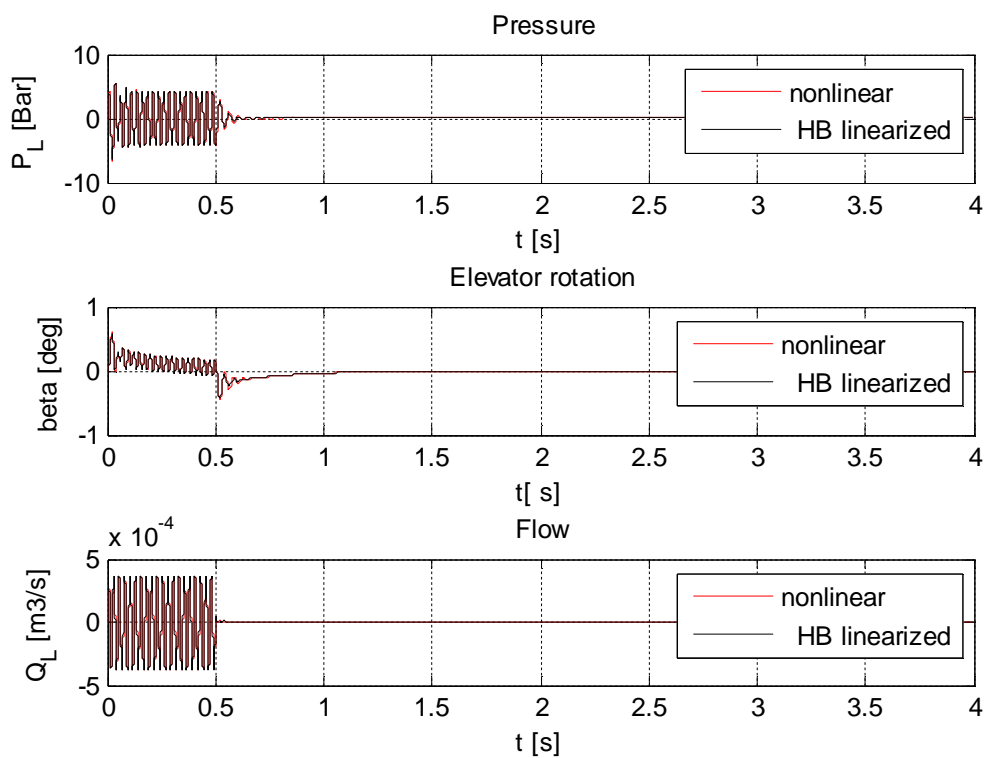 Pressure
10
0
-10
P_L [Bar]
nonlinear
HB linearized
0 0.5 1 1.5 2 2.5 3 3.5 4
t [s]
Elevator rotation
1
0
-1
beta [deg]
nonlinear
HB linearized
0 0.5 1 1.5 2 2.5 3 3.5 4
t[ s]
x 10^-4
Flow
5
0
-5
Q_L [m3/s]
nonlinear
HB linearized
0 0.5 1 1.5 2 2.5 3 3.5 4
t [s]